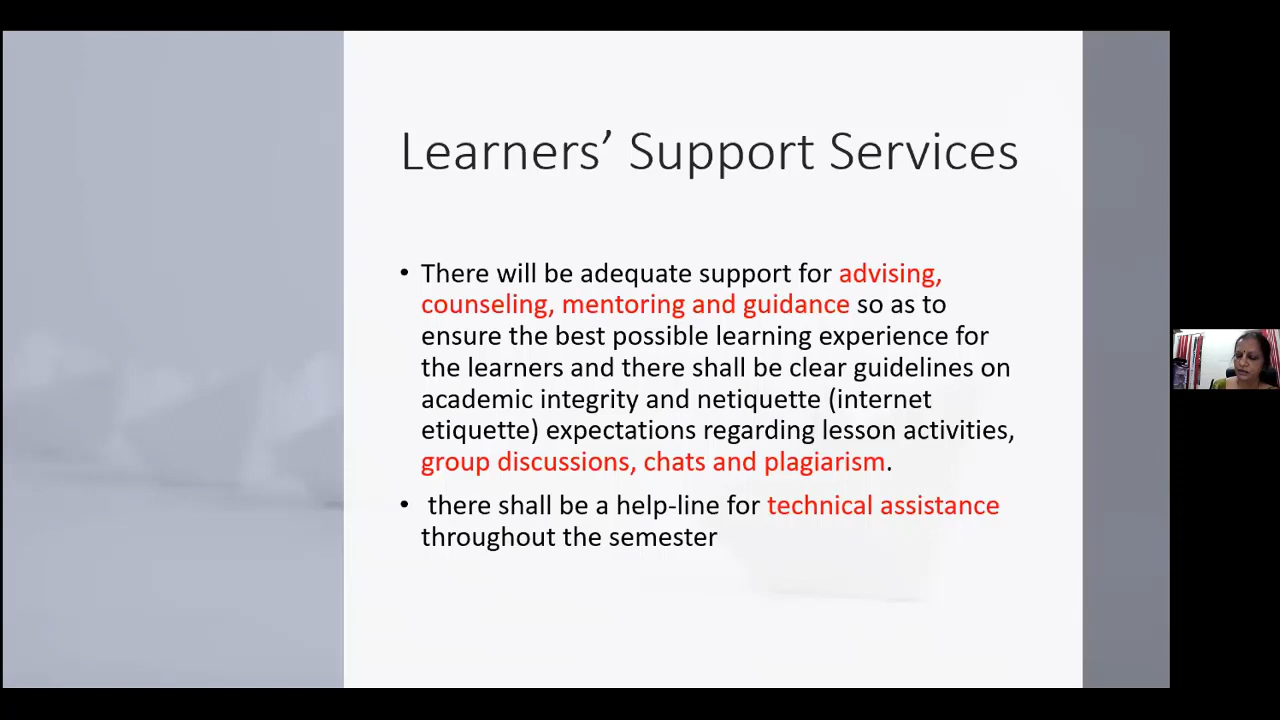 Learners’ Support Services
• There will be adequate support for advising,
counseling, mentoring and guidance so as to
ensure the best possible learning experience for
the learners and there shall be clear guidelines on
academic integrity and netiquette (internet
etiquette) expectations regarding lesson activities,
group discussions, chats and plagiarism.
• there shall be a help-line for technical assistance
throughout the semester